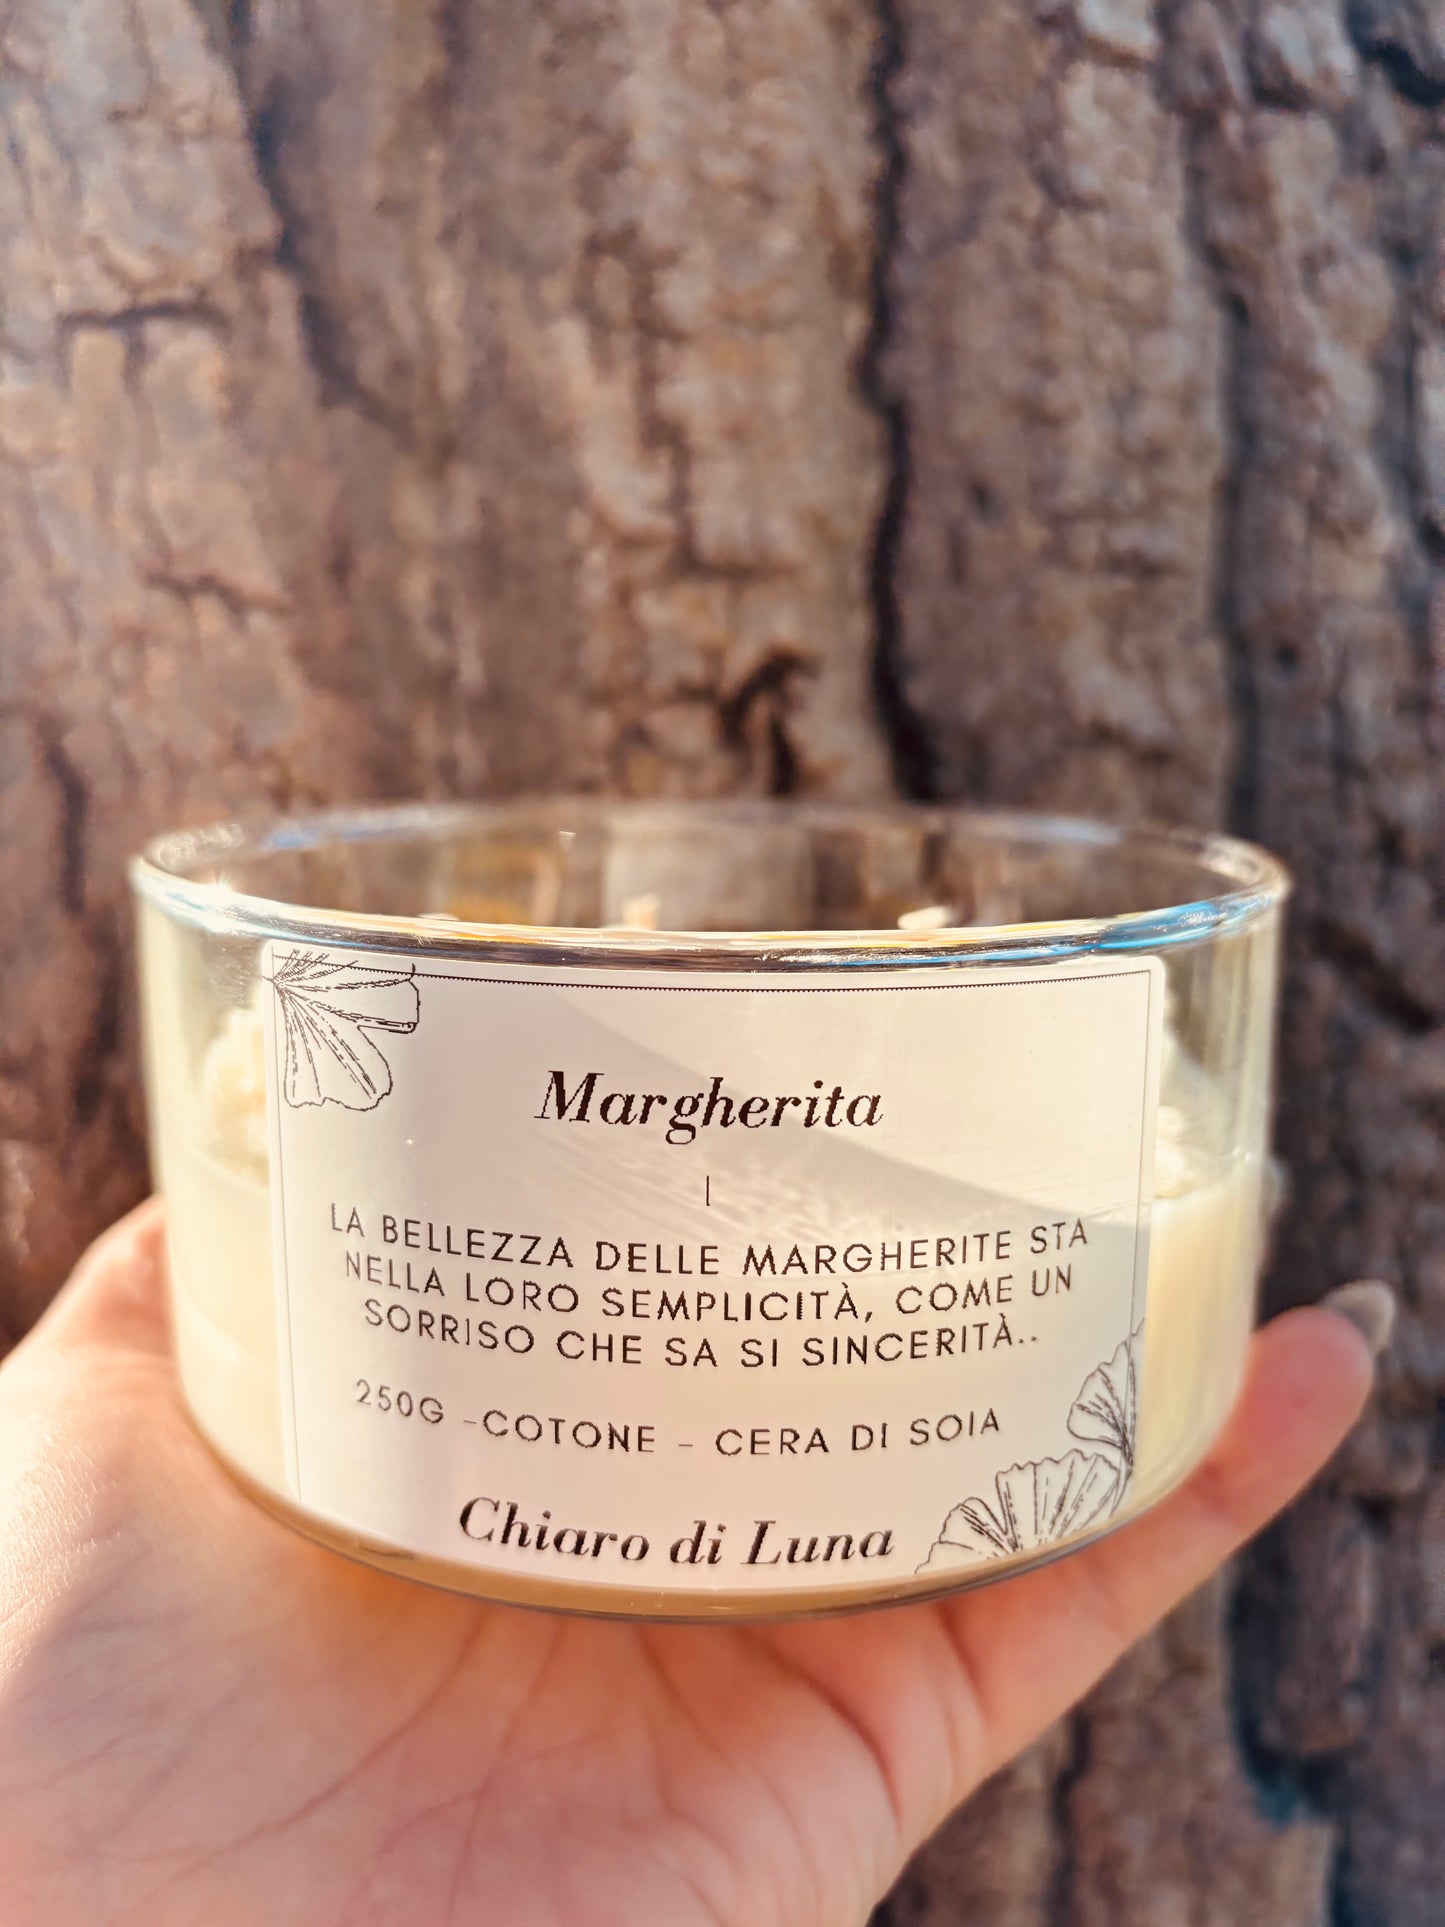 Margherita
|
LA BELLEZZA DELLE MARGHERITE STA
NELLA LORO SEMPLICITÀ, COME UN
SORRISO CHE SA SI SINCERITÀ..
250G -COTONE - CERA DI SOIA
Chiaro di Luna